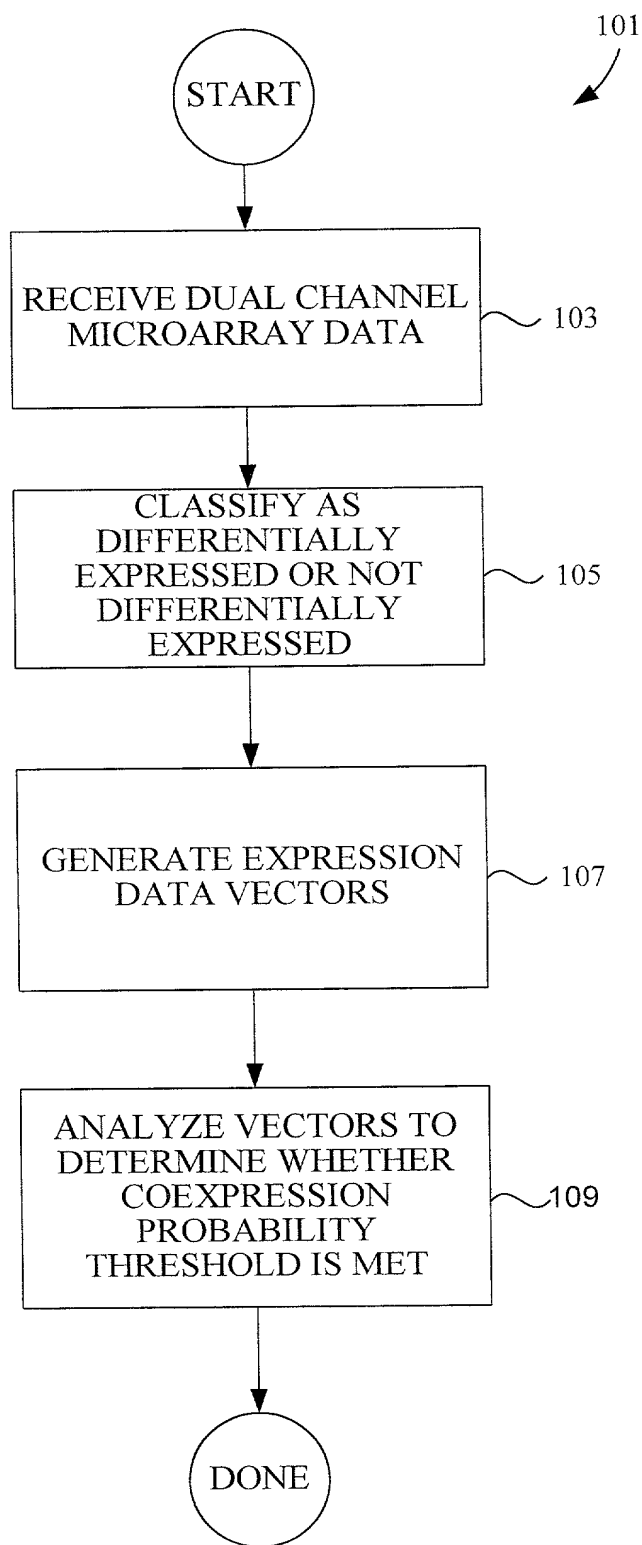 101
START
RECEIVE DUAL CHANNEL
MICROARRAY DATA
103
CLASSIFY AS
DIFFERENTIALLY
EXPRESSED OR NOT
DIFFERENTIALLY
EXPRESSED
105
GENERATE EXPRESSION
DATA VECTORS
107
ANALYZE VECTORS TO
DETERMINE WHETHER
COEXPRESSION
PROBABILITY
THRESHOLD IS MET
109
DONE